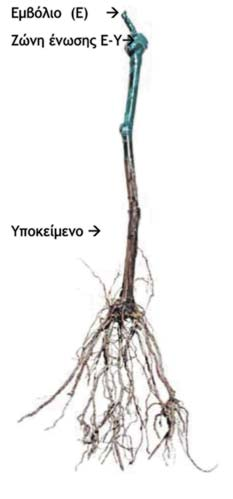 Εμβόλιο (Ε) →
Ζώνη ένωσης Ε-Υ→
Υποκείμενο →